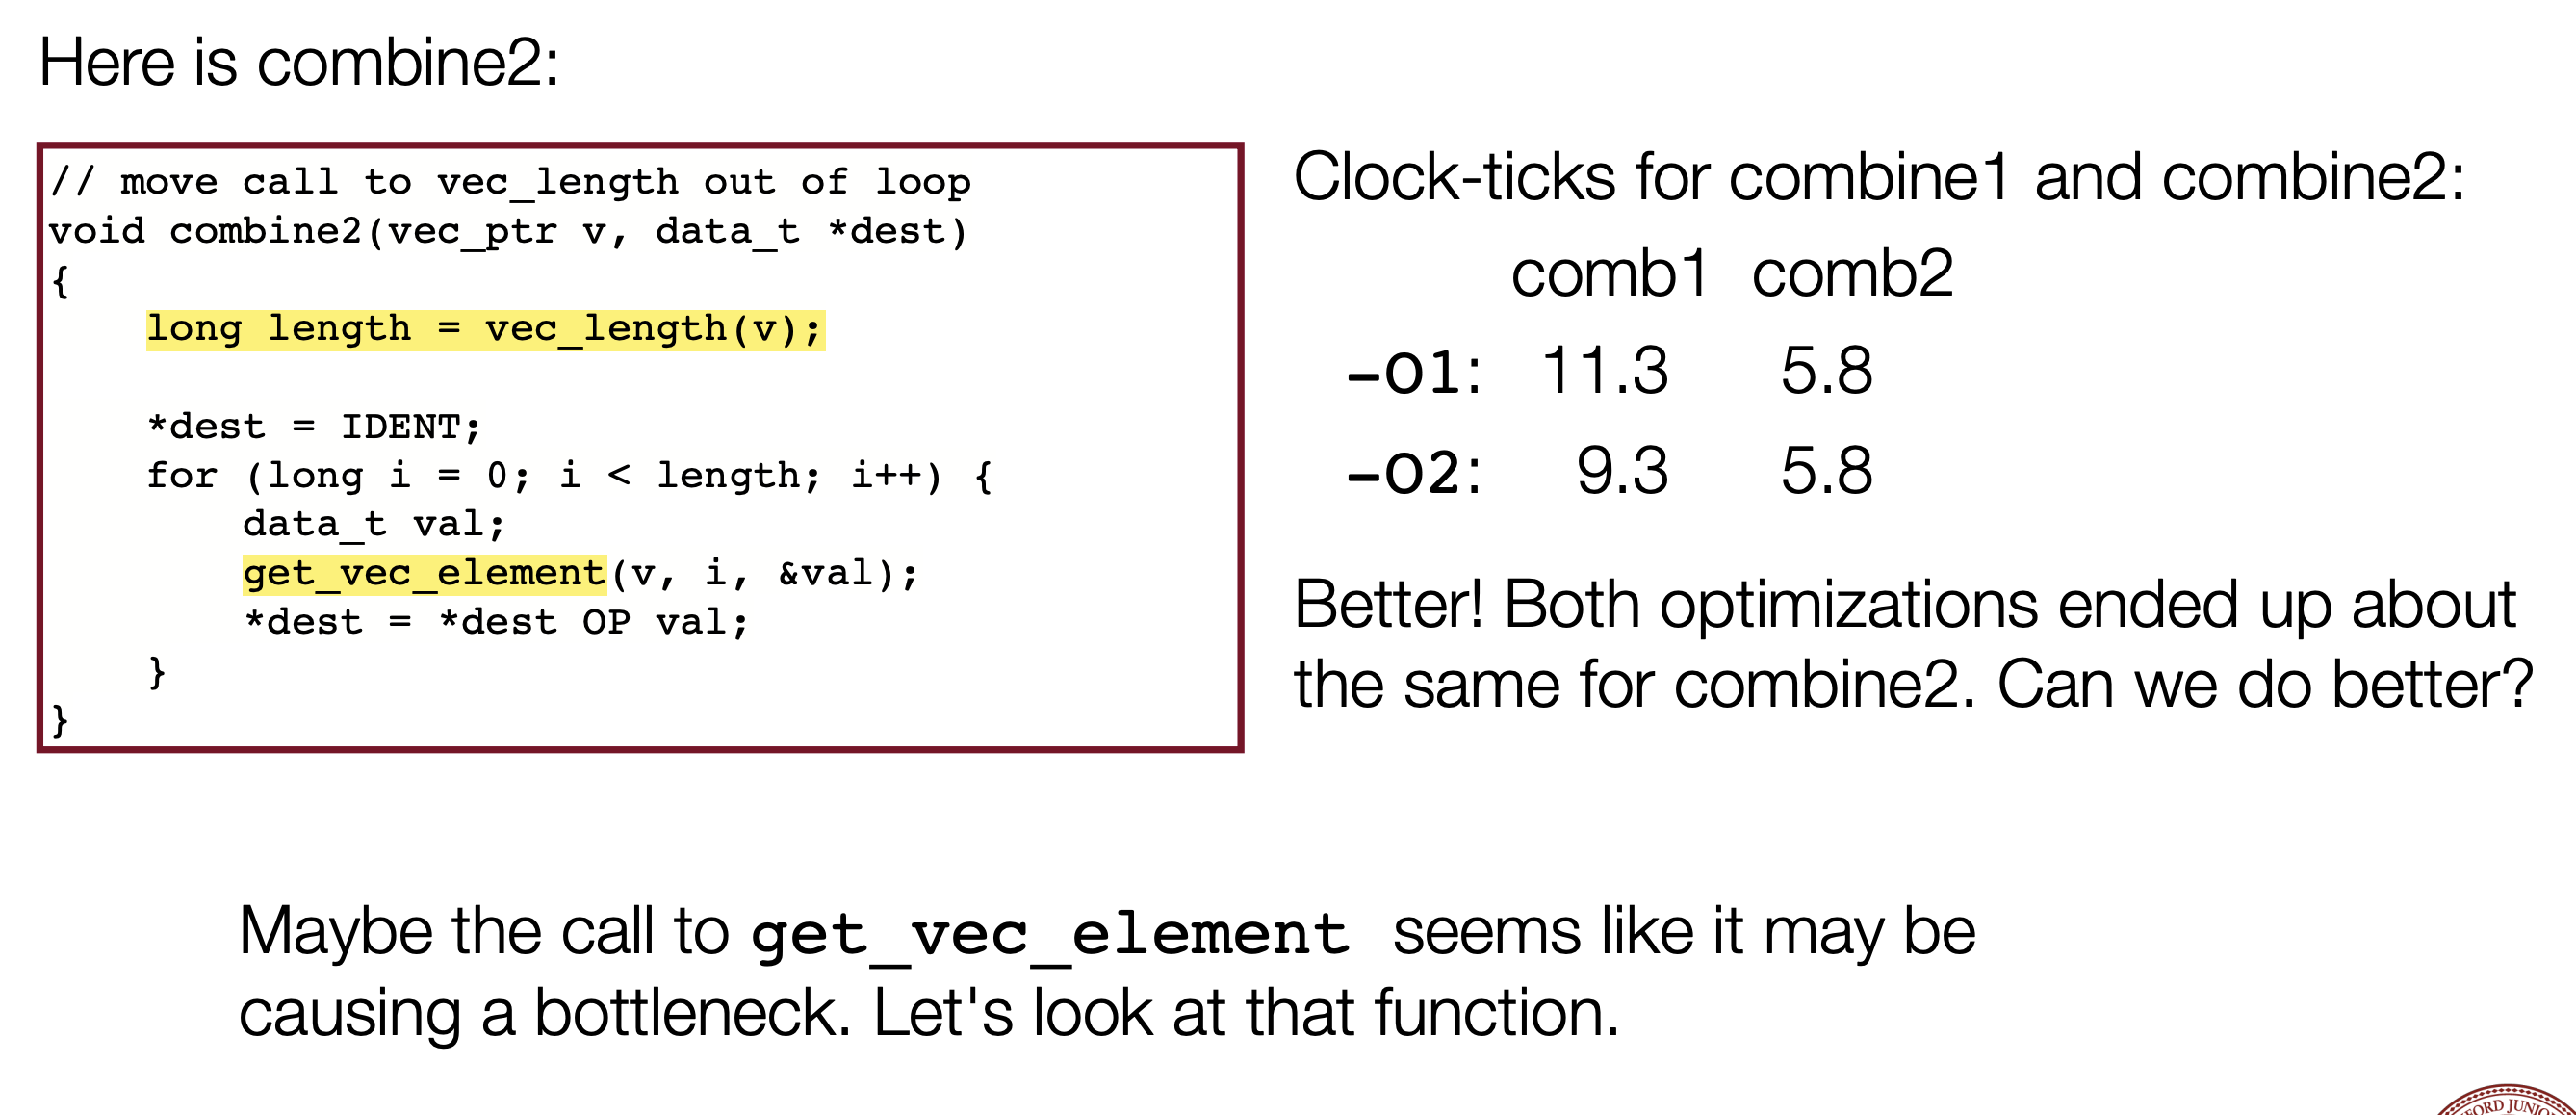 Here is combine2:
// move call to vec_length out of loop
void combine2(vec_ptr v, data_t *dest)
{
    long length = vec_length(v);

    *dest = IDENT;
    for (long i = 0; i < length; i++) {
        data_t val;
        get_vec_element(v, i, &val);
        *dest = *dest OP val;
    }
}
Clock-ticks for combine1 and combine2:
comb1 comb2
-O1: 11.3 5.8
-O2: 9.3 5.8
Better! Both optimizations ended up about
the same for combine2. Can we do better?
Maybe the call to get_vec_element seems like it may be
causing a bottleneck. Let's look at that function.